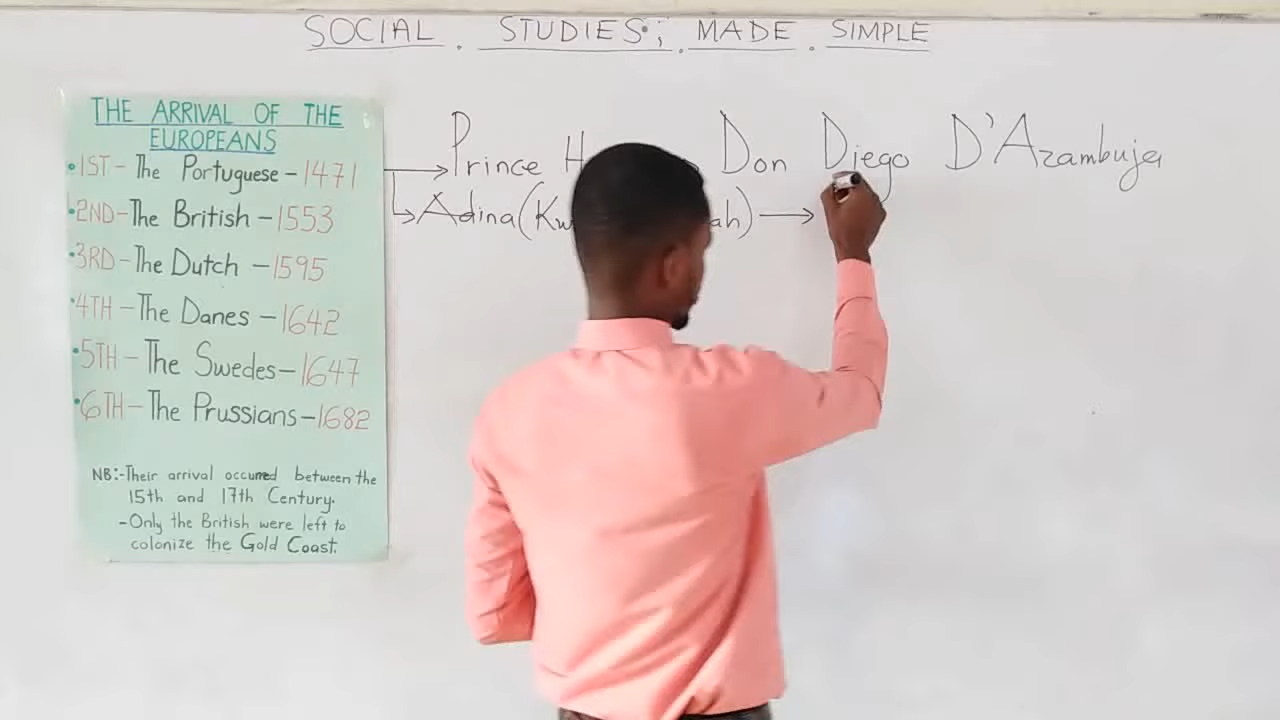 SOCIAL . STUDIES; . MADE . SIMPLE
THE ARRIVAL OF THE
EUROPEANS
•1ST- The Portuguese - 1471
•2ND-The British - 1553
•3RD-The Dutch - 1595
•4TH-The Danes - 1642
•5TH-The Swedes-1647
•6TH-The Prussians-1682
NB:-Their arrival occurred between the
15th and 17th Century.
-Only the British were left to
colonize the Gold Coast.
→Prince Don Diego D'Azambuja
→Adina( →